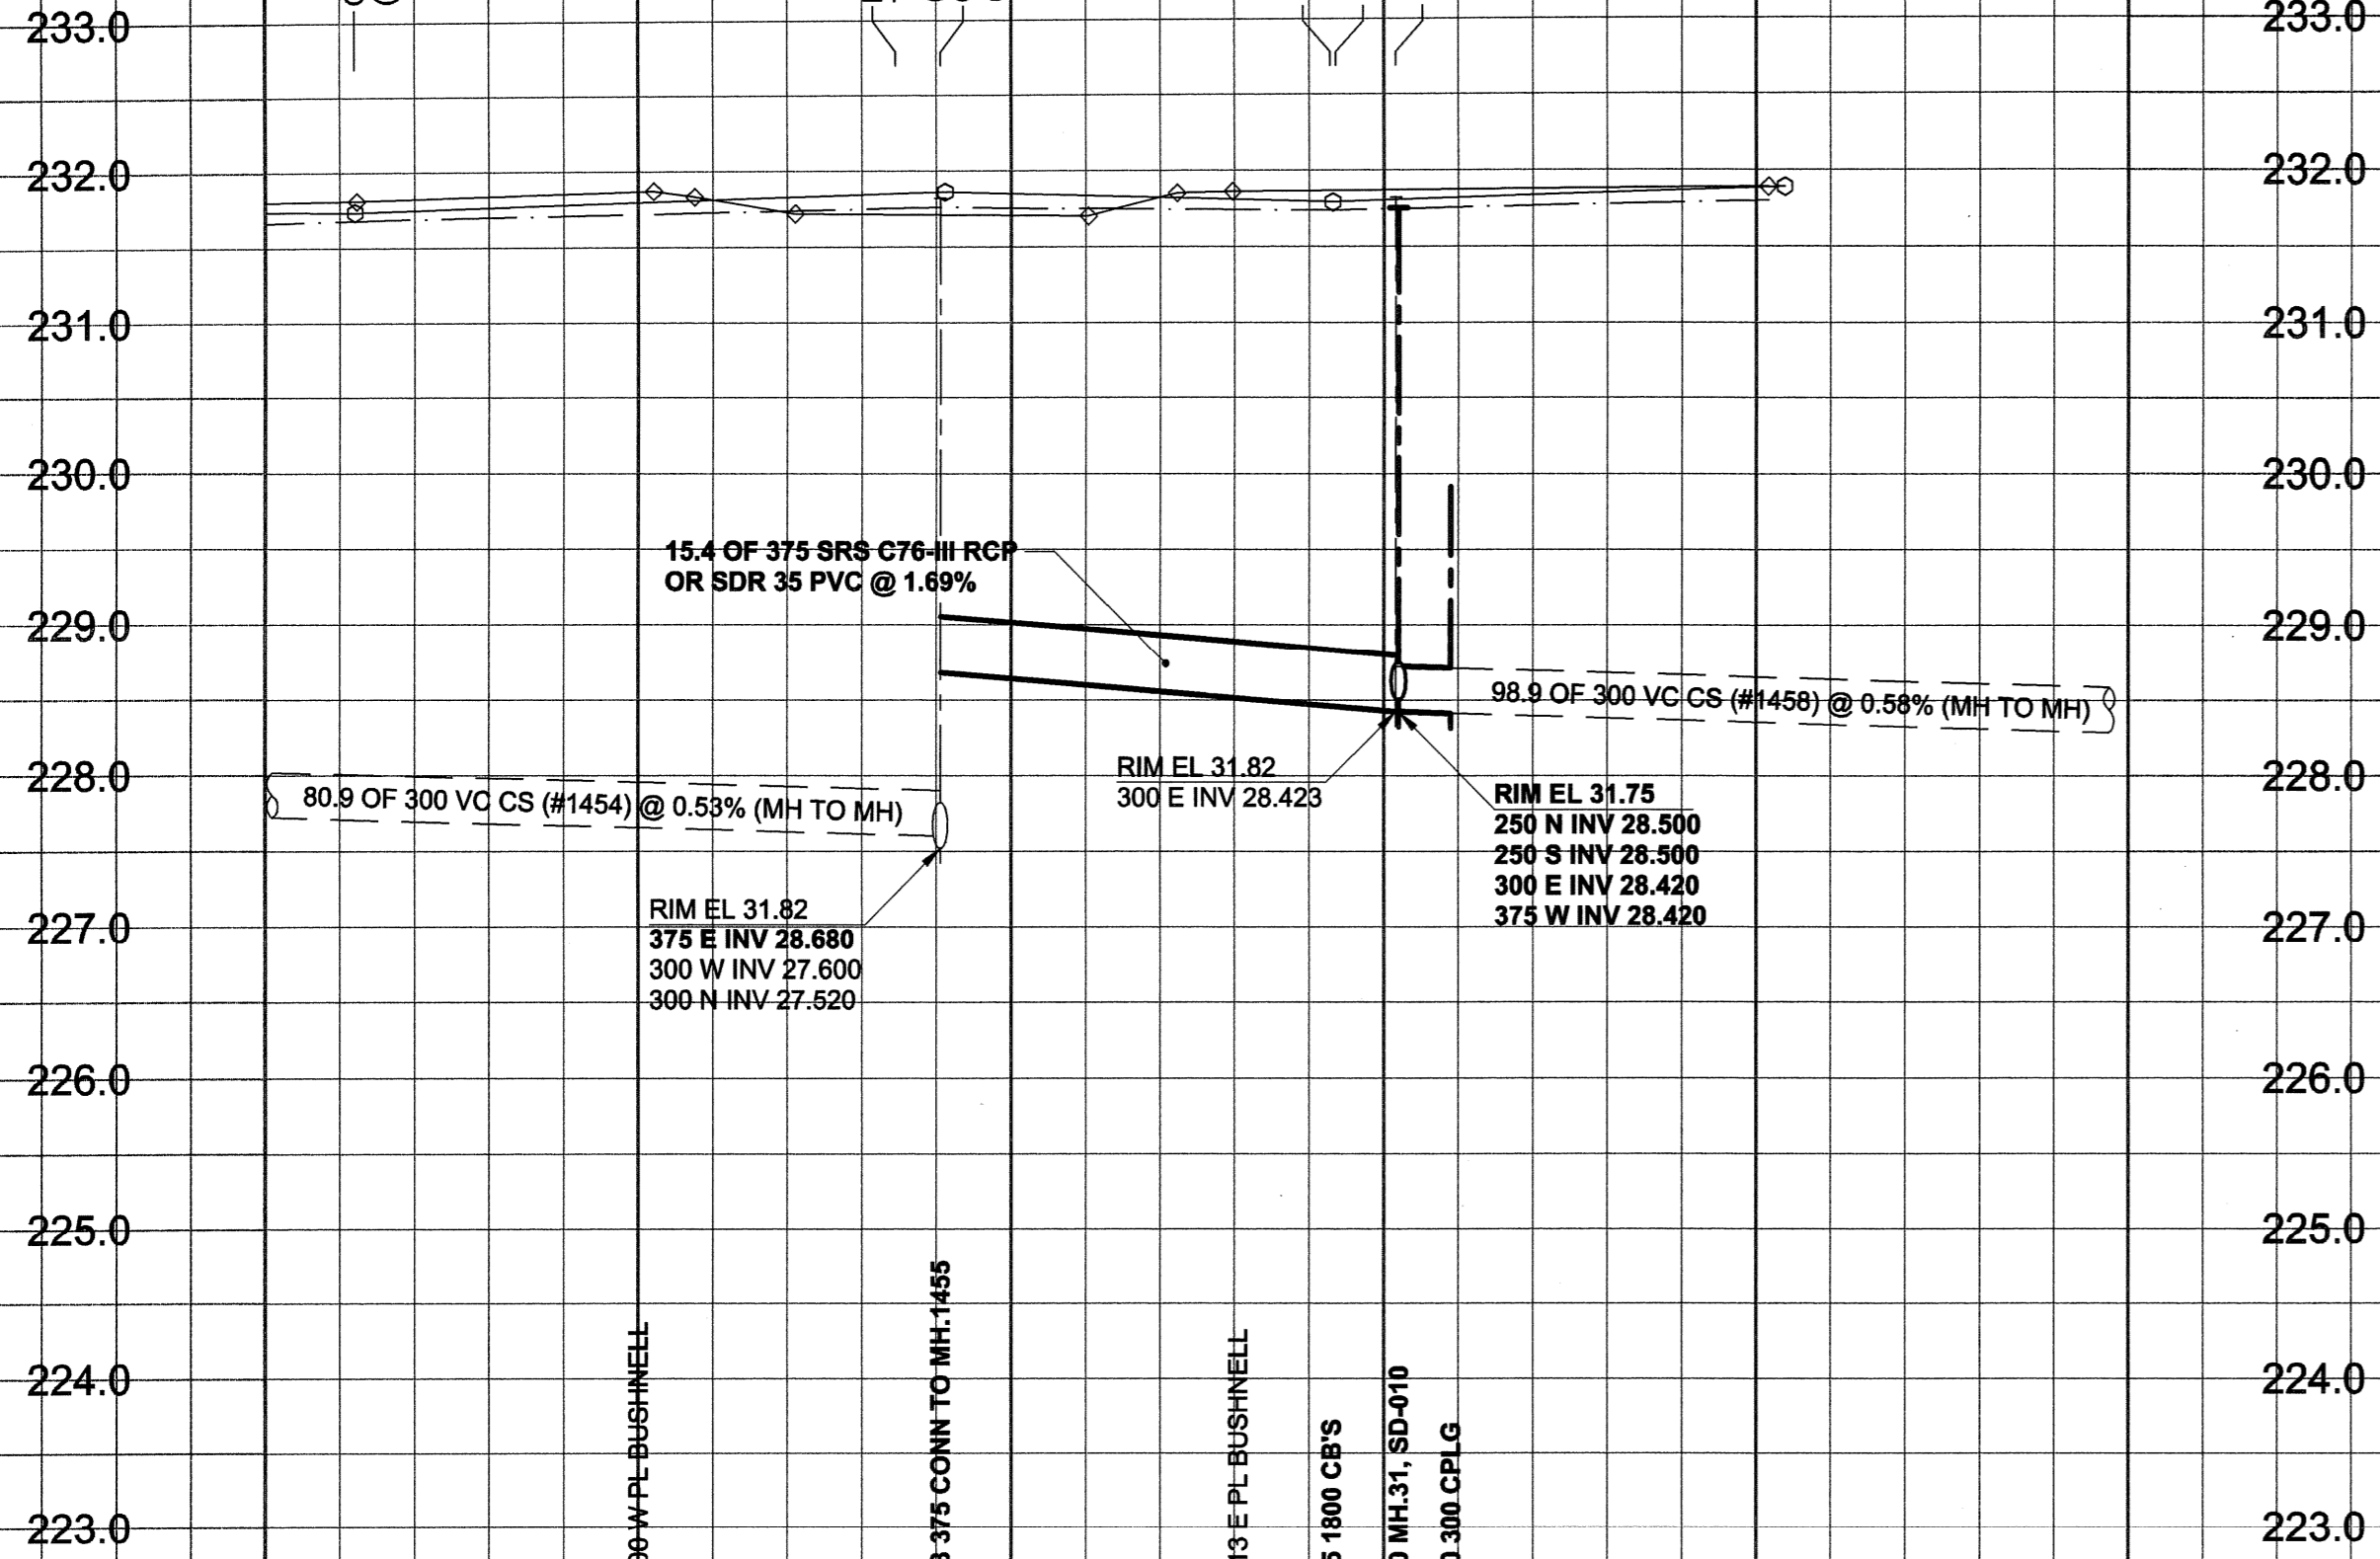 233.0
233.0
232.0
232.0
231.0
231.0
230.0
230.0
15.4 OF 375 SRS C76-III RCP
OR SDR 35 PVC @ 1.69%
229.0
229.0
98.9 OF 300 VC CS (#1458) @ 0.58% (MH TO MH)
228.0
228.0
80.9 OF 300 VC CS (#1454) @ 0.53% (MH TO MH)
RIM EL 31.82
300 E INV 28.423
RIM EL 31.75
250 N INV 28.500
250 S INV 28.500
300 E INV 28.420
375 W INV 28.420
227.0
227.0
RIM EL 31.82
375 E INV 28.680
300 W INV 27.600
300 N INV 27.520
226.0
226.0
225.0
225.0
224.0
224.0
223.0
223.0
W PL BUSHNELL
375 CONN TO MH.1455
13 E PL BUSHNELL
1800 CB'S
MH.31, SD-010
300 CPLG